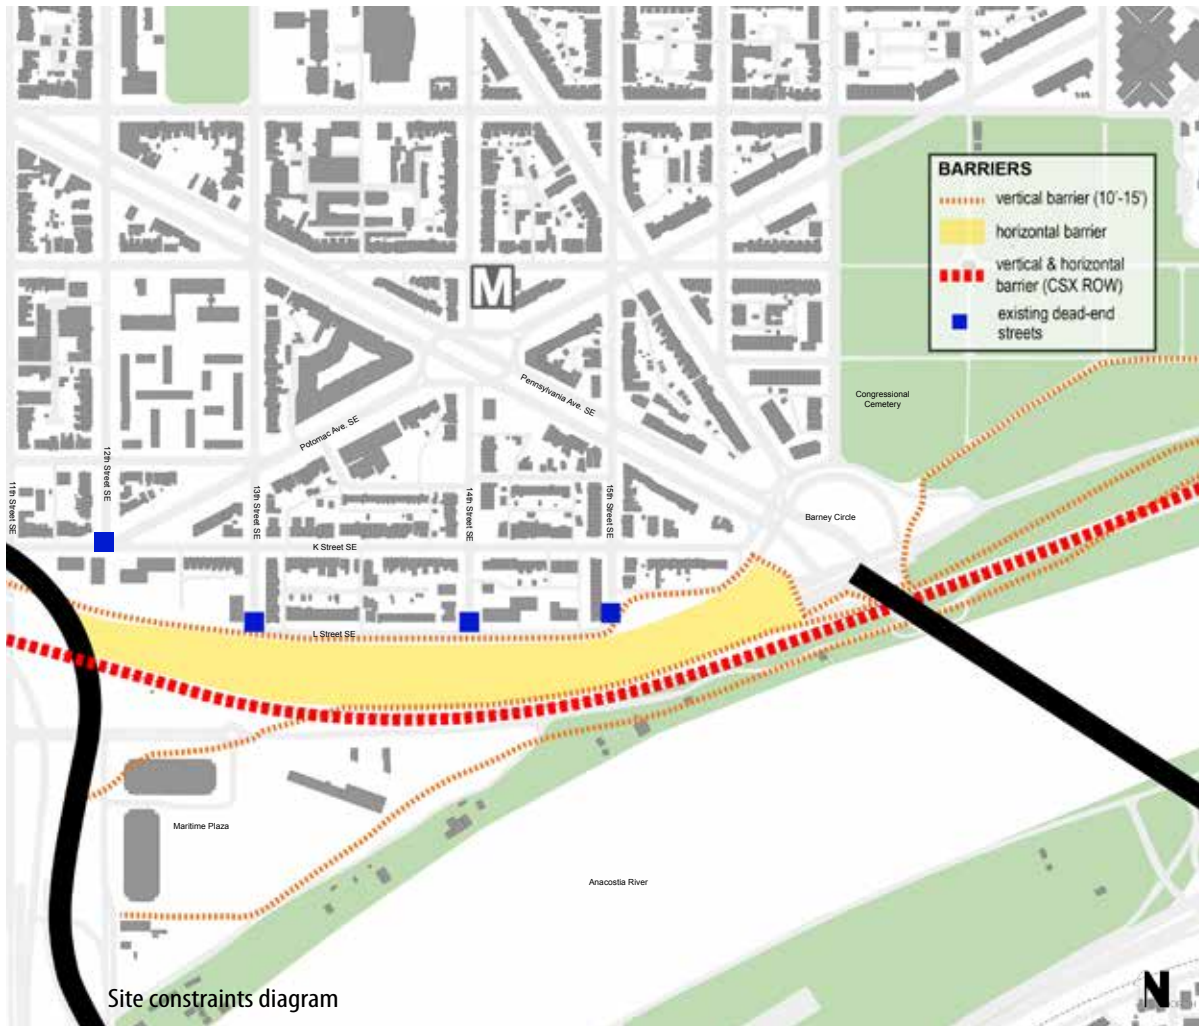 BARRIERS
vertical barrier (10'-15')
horizontal barrier
vertical & horizontal
barrier (CSX ROW)
existing dead-end
streets
M
Pennsylvania Ave. SE
Congressional
Cemetery
Potomac Ave. SE
11th Street SE
12th Street SE
13th Street SE
14th Street SE
15th Street SE
Barney Circle
K Street SE
L Street SE
Maritime Plaza
Anacostia River
Site constraints diagram
N